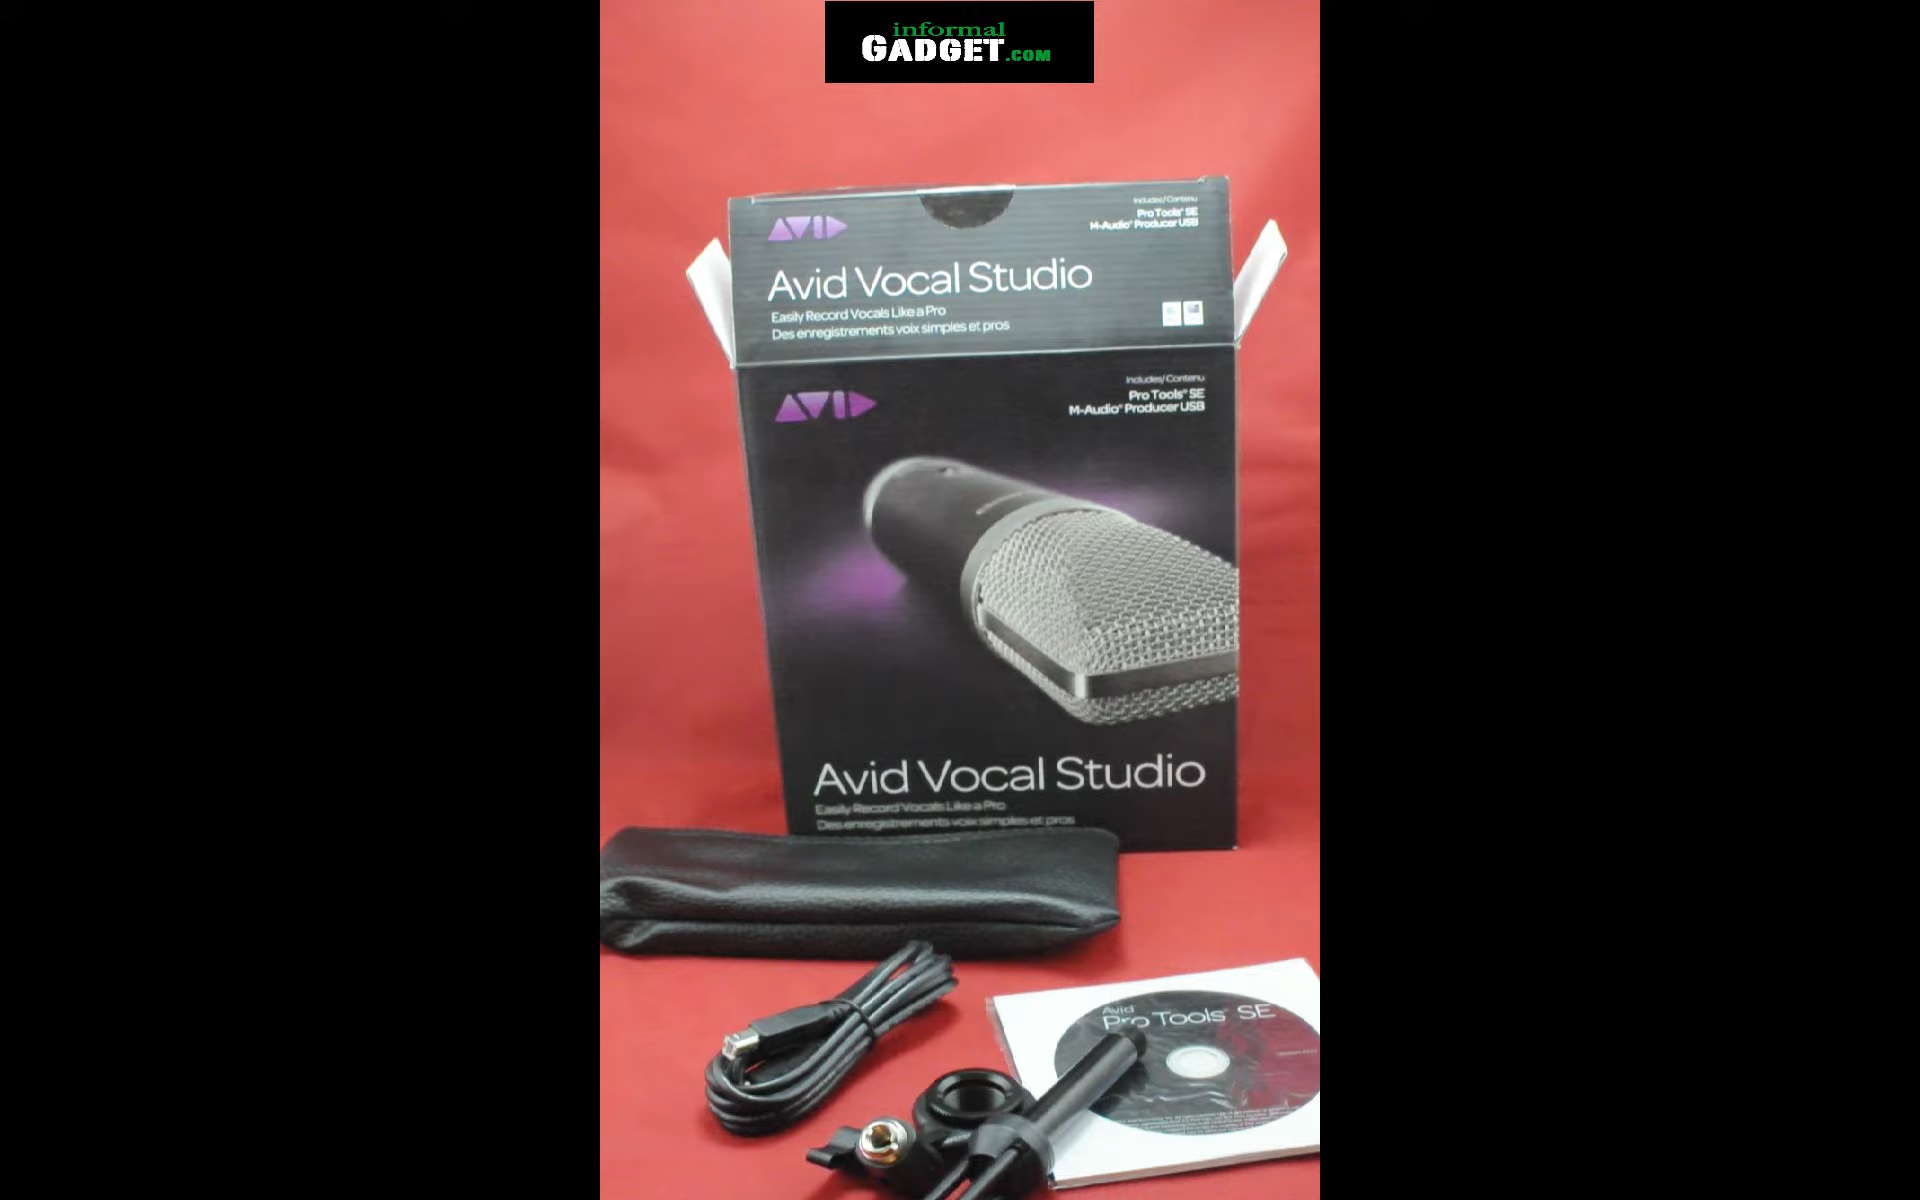 informal
GADGET.COM
AVID
Includes/Contenu
Pro Tools® SE
M-Audio® Producer USB
Avid Vocal Studio
Easily Record Vocals Like a Pro
Des enregistrements voix simples et pros
AVID
Includes/Contenu
Pro Tools® SE
M-Audio® Producer USB
Avid Vocal Studio
Easily Record Vocals Like a Pro
Des enregistrements voix simples et pros
Avid
Pro Tools® SE